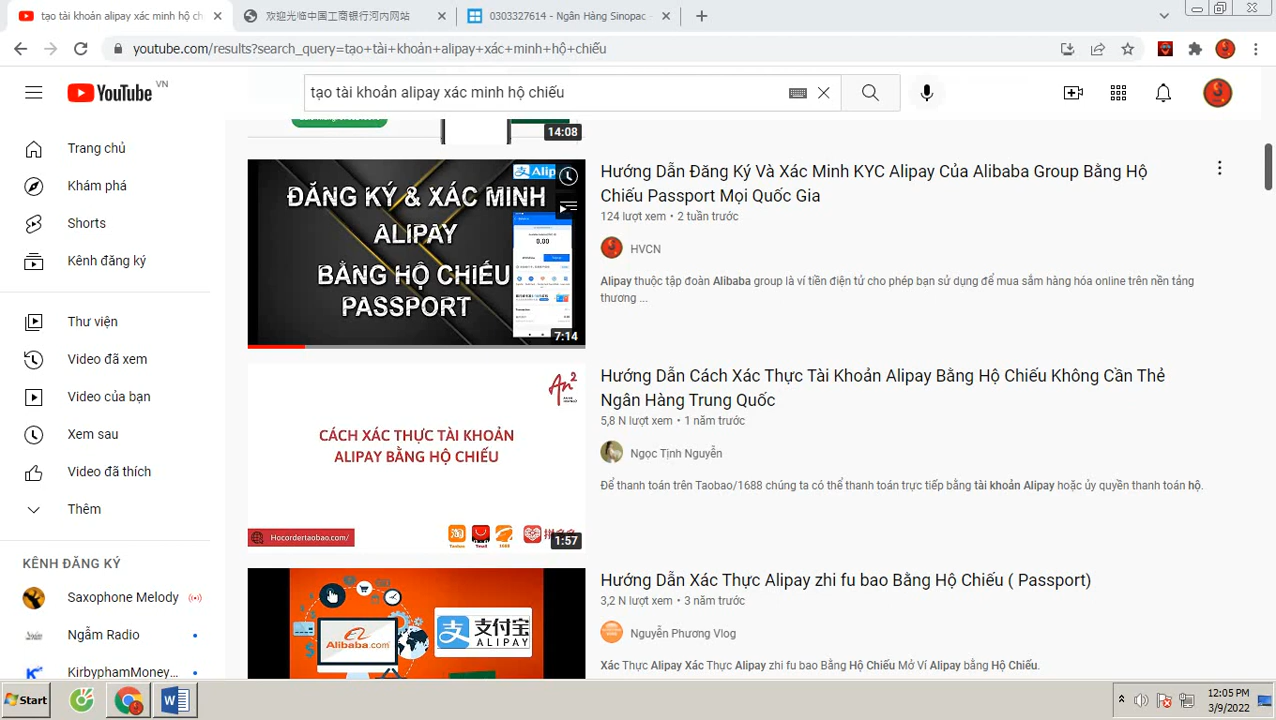 tạo tài khoản alipay xác minh hộ ch
欢迎光临中国工商银行河内网站
0303327614 - Ngân Hàng Sinopac -
youtube.com/results?search_query=tạo+tài+khoản+alipay+xác+minh+hộ+chiếu
YouTube VN
tạo tài khoản alipay xác minh hộ chiếu
Trang chủ
Khám phá
Shorts
Kênh đăng ký
Thư viện
Video đã xem
Video của bạn
Xem sau
Video đã thích
Thêm
KÊNH ĐĂNG KÝ
Saxophone Melody
Ngẫm Radio
KirbyphamMoney...
14:08
Alip
ĐĂNG KÝ & XÁC MINH
ALIPAY
BẰNG HỘ CHIẾU
PASSPORT
0.00
7:14
Hướng Dẫn Đăng Ký Và Xác Minh KYC Alipay Của Alibaba Group Bằng Hộ
Chiếu Passport Mọi Quốc Gia
124 lượt xem • 2 tuần trước
HVCN
Alipay thuộc tập đoàn Alibaba group là ví tiền điện tử cho phép bạn sử dụng để mua sắm hàng hóa online trên nền tảng
thương ...
An2
CÁCH XÁC THỰC TÀI KHOẢN
ALIPAY BẰNG HỘ CHIẾU
Hocordertaobao.com/
1:57
Hướng Dẫn Cách Xác Thực Tài Khoản Alipay Bằng Hộ Chiếu Không Cần Thẻ
Ngân Hàng Trung Quốc
5,8 N lượt xem • 1 năm trước
Ngọc Tịnh Nguyễn
Để thanh toán trên Taobao/1688 chúng ta có thể thanh toán trực tiếp bằng tài khoản Alipay hoặc ủy quyền thanh toán hộ.
Alibaba.com
支付宝
ALIPAY
Hướng Dẫn Xác Thực Alipay zhi fu bao Bằng Hộ Chiếu ( Passport)
3,2 N lượt xem • 3 năm trước
Nguyễn Phương Vlog
Xác Thực Alipay Xác Thực Alipay zhi fu bao Bằng Hộ Chiếu Mở Ví Alipay bằng Hộ Chiếu.
Start
12:05 PM
3/9/2022